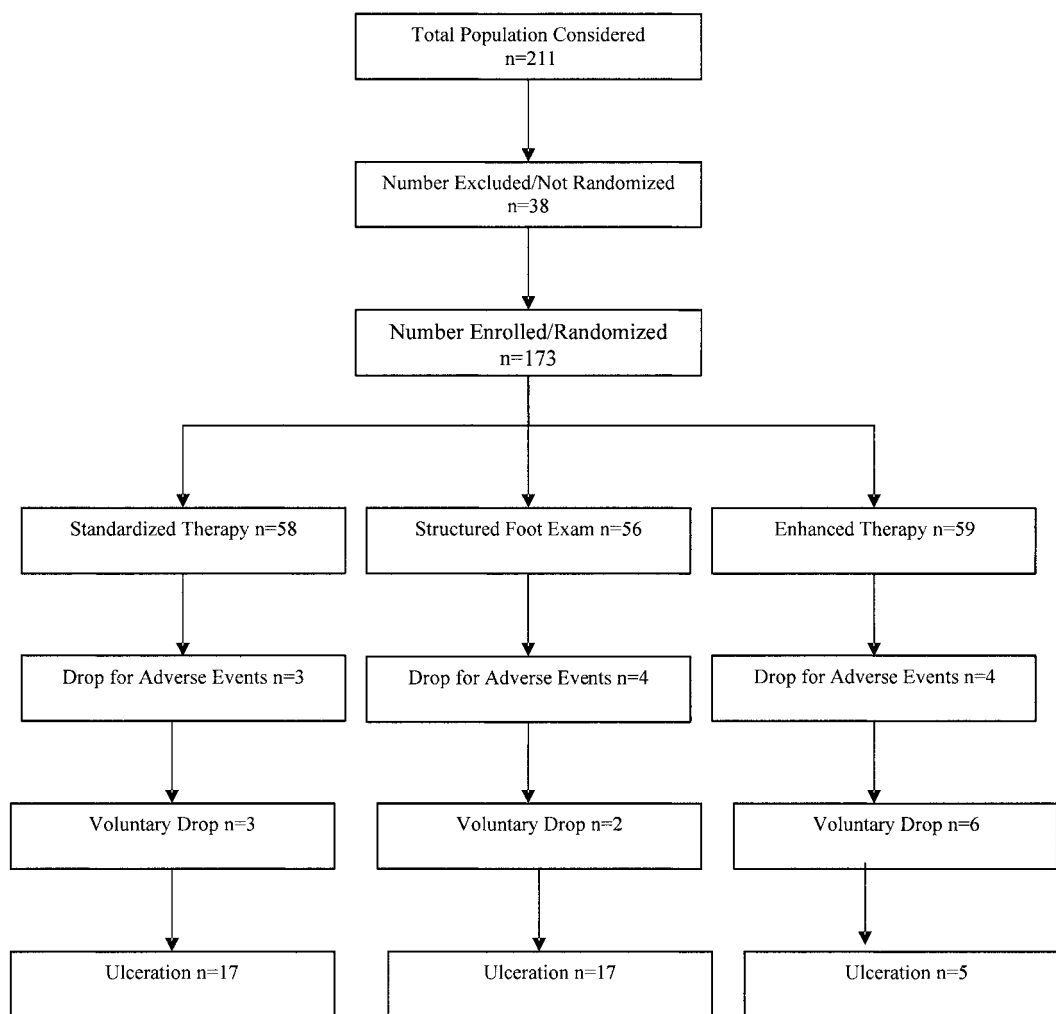 Total Population Considered
n=211
Number Excluded/Not Randomized
n=38
Number Enrolled/Randomized
n=173
Standardized Therapy n=58
Structured Foot Exam n=56
Enhanced Therapy n=59
Drop for Adverse Events n=3
Drop for Adverse Events n=4
Drop for Adverse Events n=4
Voluntary Drop n=3
Voluntary Drop n=2
Voluntary Drop n=6
Ulceration n=17
Ulceration n=17
Ulceration n=5